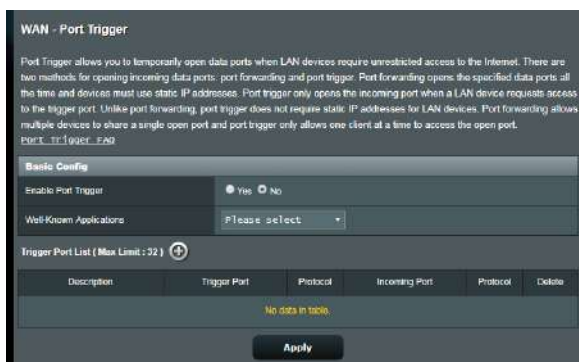 WAN - Port Trigger
Port Trigger allows you to temporarily open data ports when LAN devices require unrestricted access to the Internet. There are
two methods for opening incoming data ports: port forwarding and port trigger. Port forwarding opens the specified data ports all
the time and devices must use static IP addresses. Port trigger only opens the incoming port when a LAN device requests access
to the trigger port. Unlike port forwarding, port trigger does not require static IP addresses for LAN devices. Port forwarding allows
multiple devices to share a single open port and port trigger only allows one client at a time to access the open port.
Port Trigger FAQ
Basic Config
Enable Port Trigger Yes No
Well-Known Applications Please select
Trigger Port List ( Max Limit : 32 )
Description Trigger Port Protocol Incoming Port Protocol Delete
No data in table.
Apply